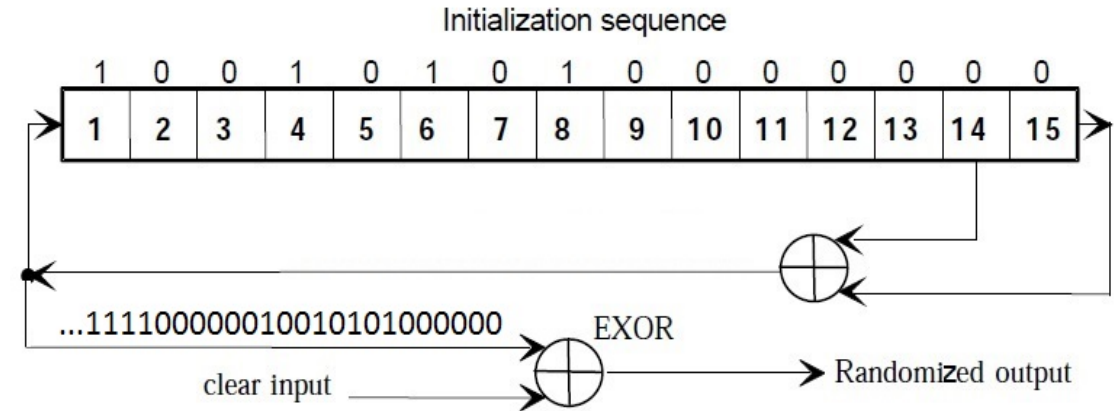 Initialization sequence
1 0 0 1 0 1 0 1 0 0 0 0 0 0 0
1 2 3 4 5 6 7 8 9 10 11 12 13 14 15
...1111000000010010101000000
EXOR
clear input
Randomized output